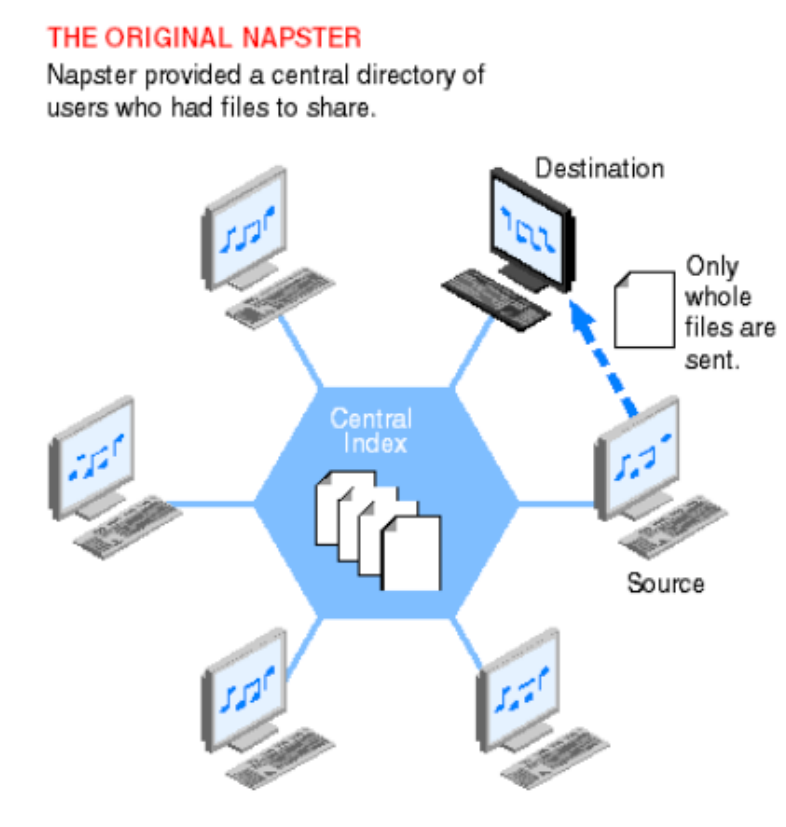 THE ORIGINAL NAPSTER
Napster provided a central directory of
users who had files to share.
Destination
Only
whole
files are
sent.
Central
Index
Source